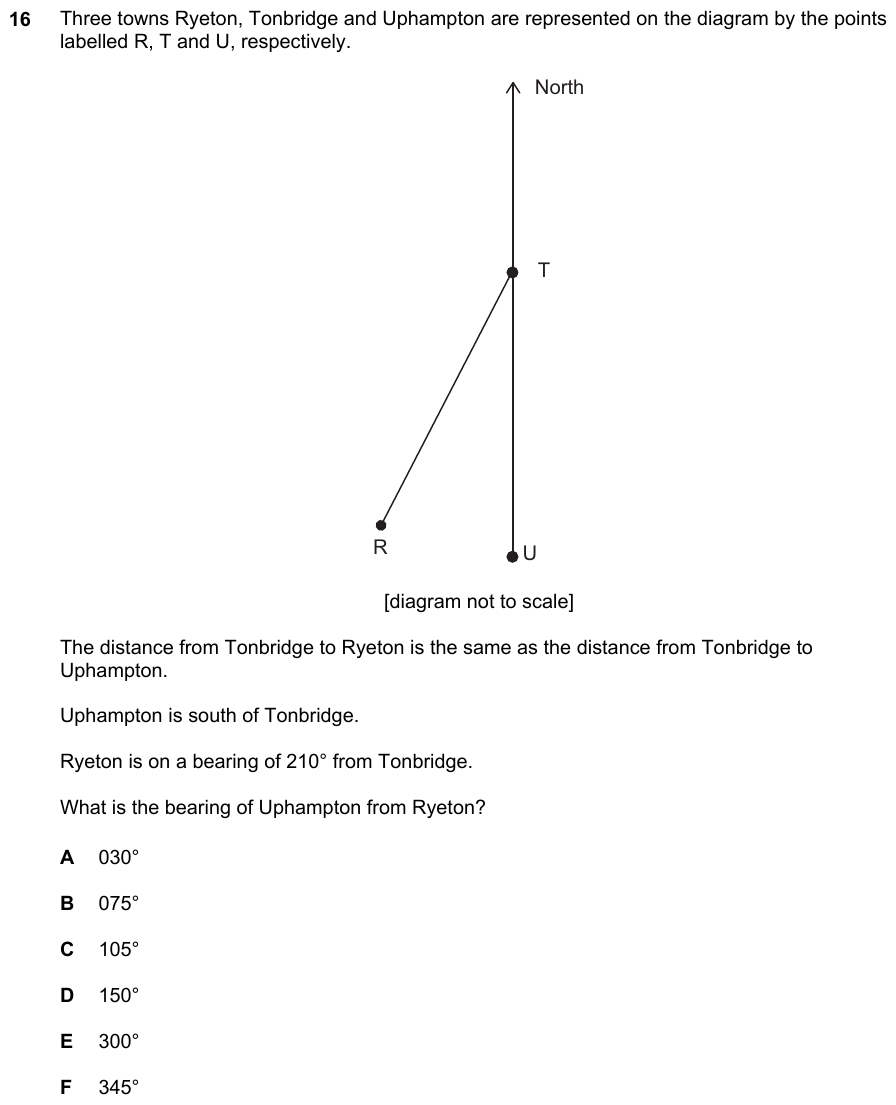 16 Three towns Ryeton, Tonbridge and Uphampton are represented on the diagram by the points
labelled R, T and U, respectively.
North
T
R
U
[diagram not to scale]
The distance from Tonbridge to Ryeton is the same as the distance from Tonbridge to
Uphampton.
Uphampton is south of Tonbridge.
Ryeton is on a bearing of 210° from Tonbridge.
What is the bearing of Uphampton from Ryeton?
A 030°
B 075°
C 105°
D 150°
E 300°
F 345°